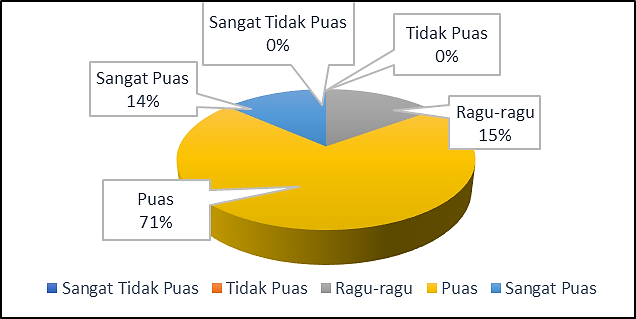 Sangat Tidak Puas
0%
Tidak Puas
0%
Sangat Puas
14%
Ragu-ragu
15%
Puas
71%
Sangat Tidak Puas Tidak Puas Ragu-ragu Puas Sangat Puas